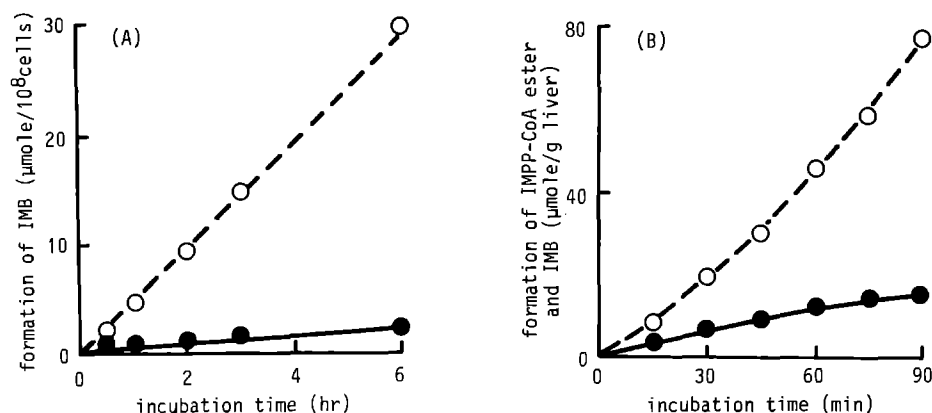 (A)
formation of IMB (μmole/10⁸cells)
30
20
10
0
0
2
4
6
incubation time (hr)
(B)
formation of IMPP-CoA ester
and IMB (μmole/g liver)
80
40
0
0
30
60
90
incubation time (min)